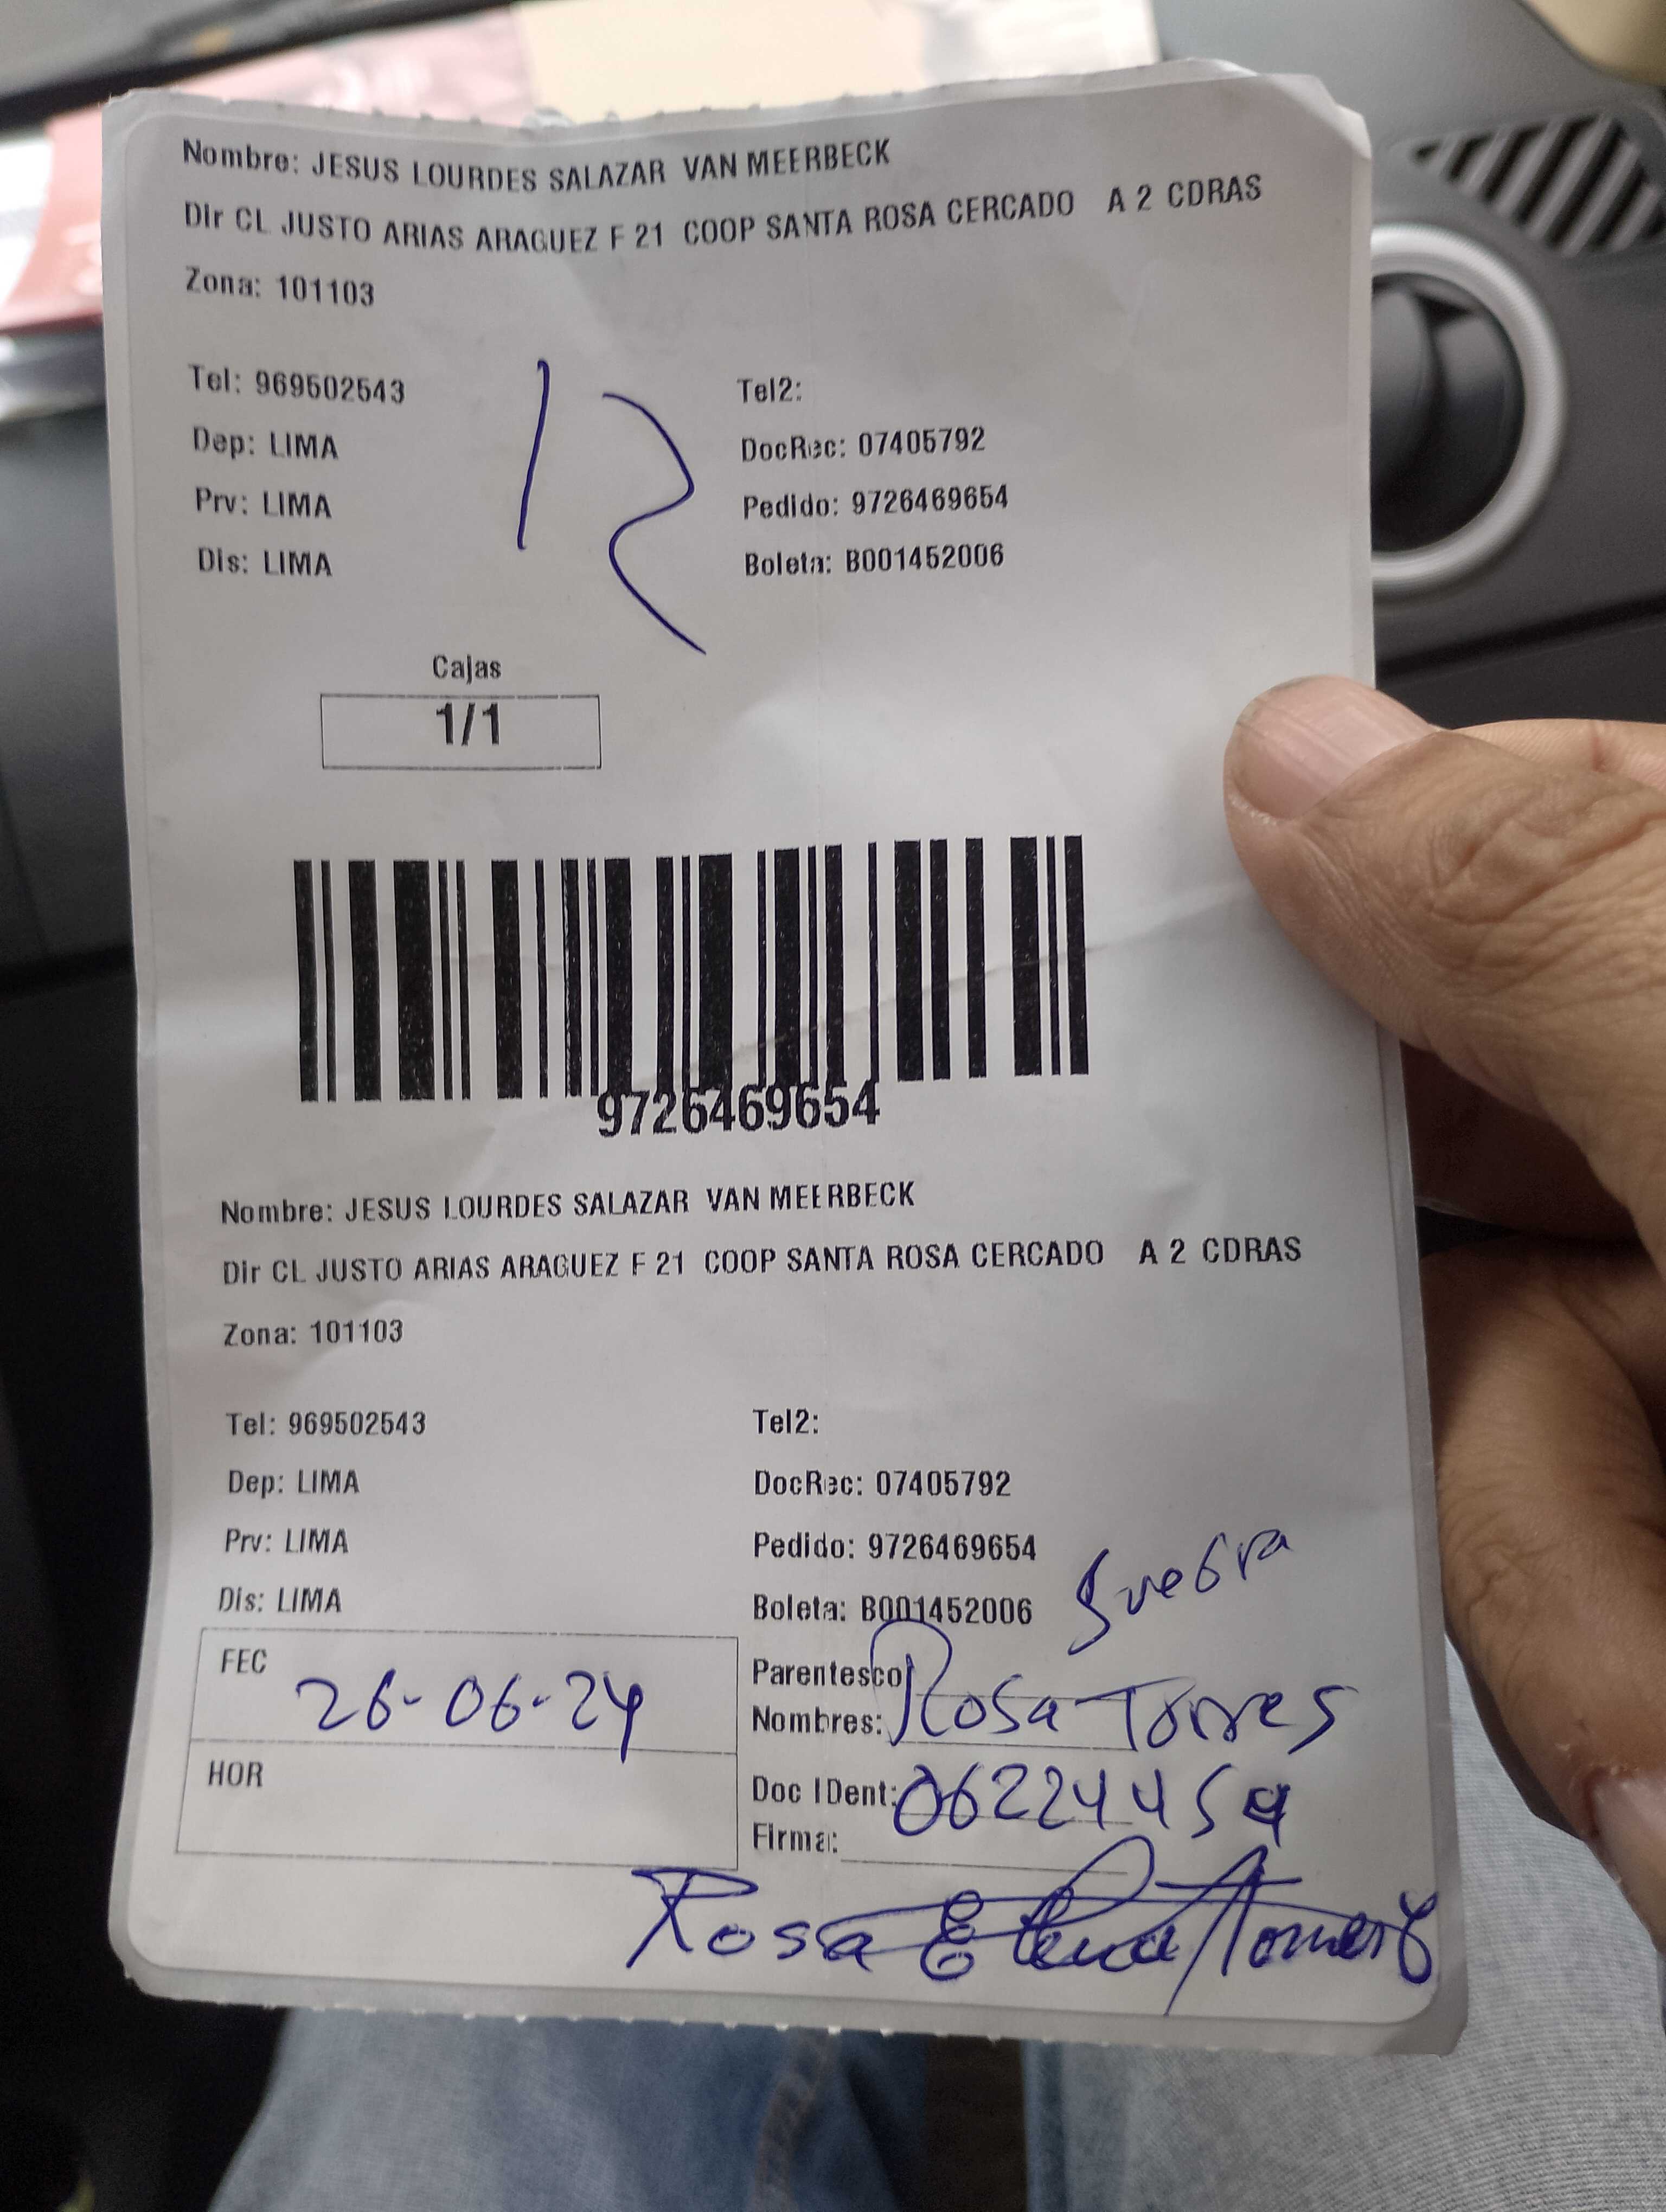 Nombre: JESUS LOURDES SALAZAR VAN MEERBECK
Dir CL JUSTO ARIAS ARAGUEZ F 21 COOP SANTA ROSA CERCADO A 2 CDRAS
Zona: 101103
Tel: 969502543 Tel2:
Dep: LIMA DocRec: 07405792
Prv: LIMA Pedido: 9726469654
Dis: LIMA Boleta: B001452006
12
Cajas
1/1
9726469654
Nombre: JESUS LOURDES SALAZAR VAN MEERBECK
Dir CL JUSTO ARIAS ARAGUEZ F 21 COOP SANTA ROSA CERCADO A 2 CDRAS
Zona: 101103
Tel: 969502543 Tel2:
Dep: LIMA DocRec: 07405792
Prv: LIMA Pedido: 9726469654
Dis: LIMA Boleta: B001452006
FEC 26-06-24
HOR
Parentesco suegra
Nombres: Rosa Torres
Doc IDent:
Firma: Rosa Elena